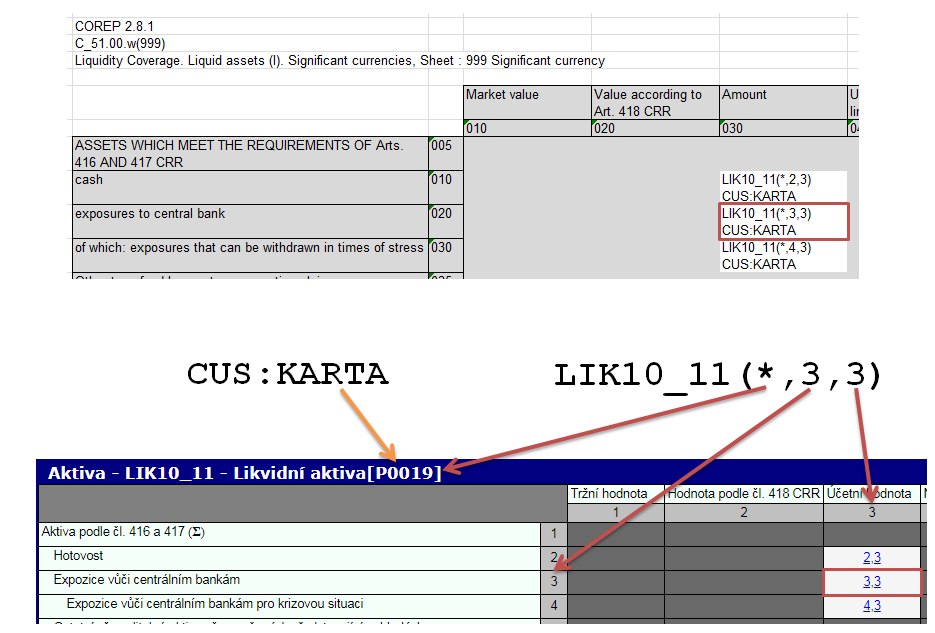 COREP 2.8.1
C_51.00.w(999)
Liquidity Coverage. Liquid assets (I). Significant currencies, Sheet : 999 Significant currency
Market value
Value according to
Art. 418 CRR
Amount
010
020
030
ASSETS WHICH MEET THE REQUIREMENTS OF Arts.
416 AND 417 CRR
005
cash
010
LIK10_11(*,2,3)
CUS:KARTA
exposures to central bank
020
LIK10_11(*,3,3)
CUS:KARTA
of which: exposures that can be withdrawn in times of stress
030
LIK10_11(*,4,3)
CUS:KARTA
CUS:KARTA
LIK10_11(*,3,3)
Aktiva - LIK10_11 - Likvidní aktiva[P0019]
Tržní hodnota
Hodnota podle čl. 418 CRR
Účetní hodnota
1
2
3
Aktiva podle čl. 416 a 417 (Σ)
1
Hotovost
2
2,3
Expozice vůči centrálním bankám
3
3,3
Expozice vůči centrálním bankám pro krizovou situaci
4
4,3